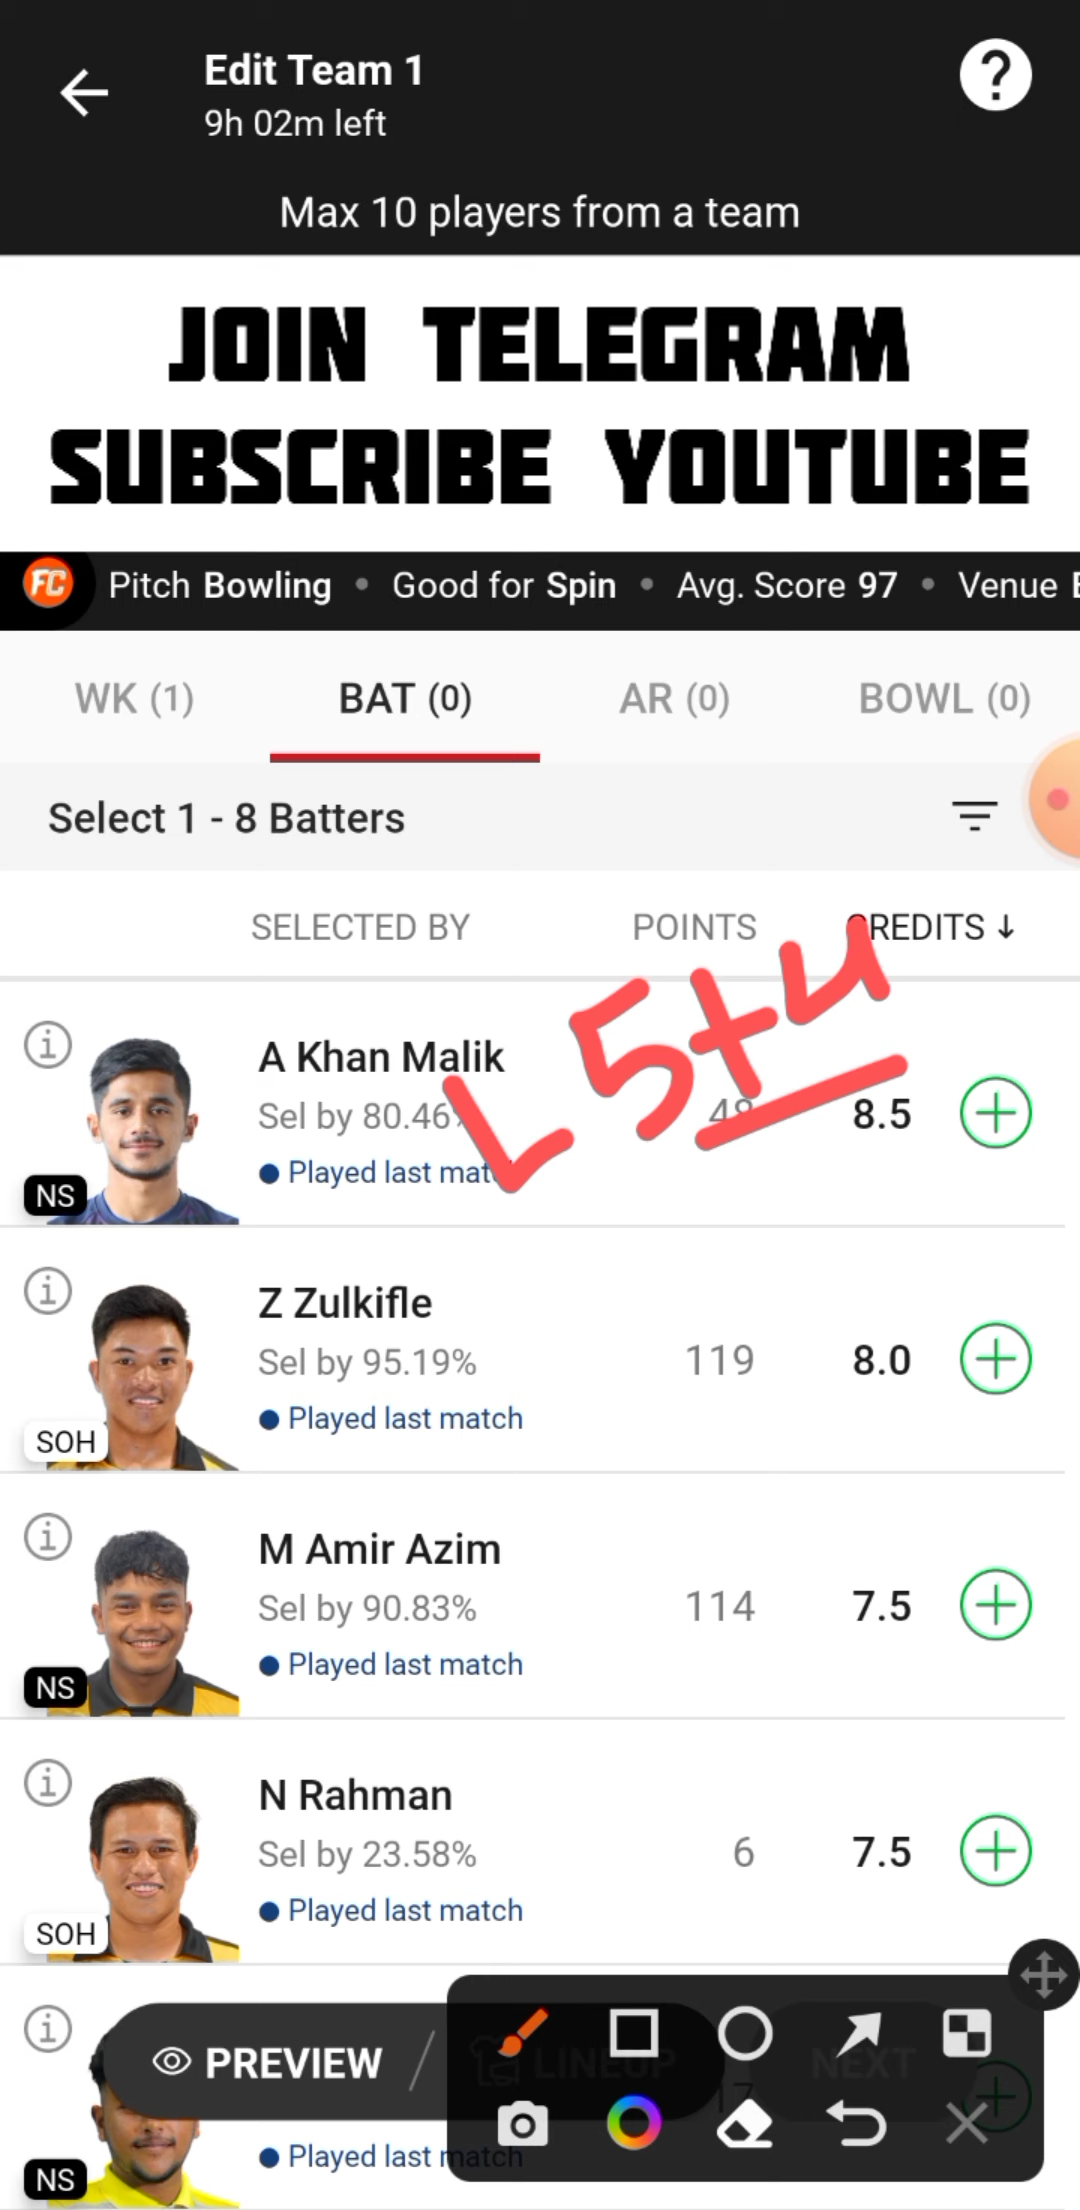 Edit Team 1
9h 02m left
?
Max 10 players from a team
JOIN TELEGRAM
SUBSCRIBE YOUTUBE
FC Pitch Bowling • Good for Spin • Avg. Score 97 • Venue
WK (1) BAT (0) AR (0) BOWL (0)
Select 1 - 8 Batters
SELECTED BY POINTS CREDITS ↓
5+4
A Khan Malik
Sel by 80.46% 8.5
Played last match
NS
Z Zulkifle
Sel by 95.19% 119 8.0
Played last match
SOH
M Amir Azim
Sel by 90.83% 114 7.5
Played last match
NS
N Rahman
Sel by 23.58% 6 7.5
Played last match
SOH
PREVIEW / LINEUP NEXT
17
Played last match
NS